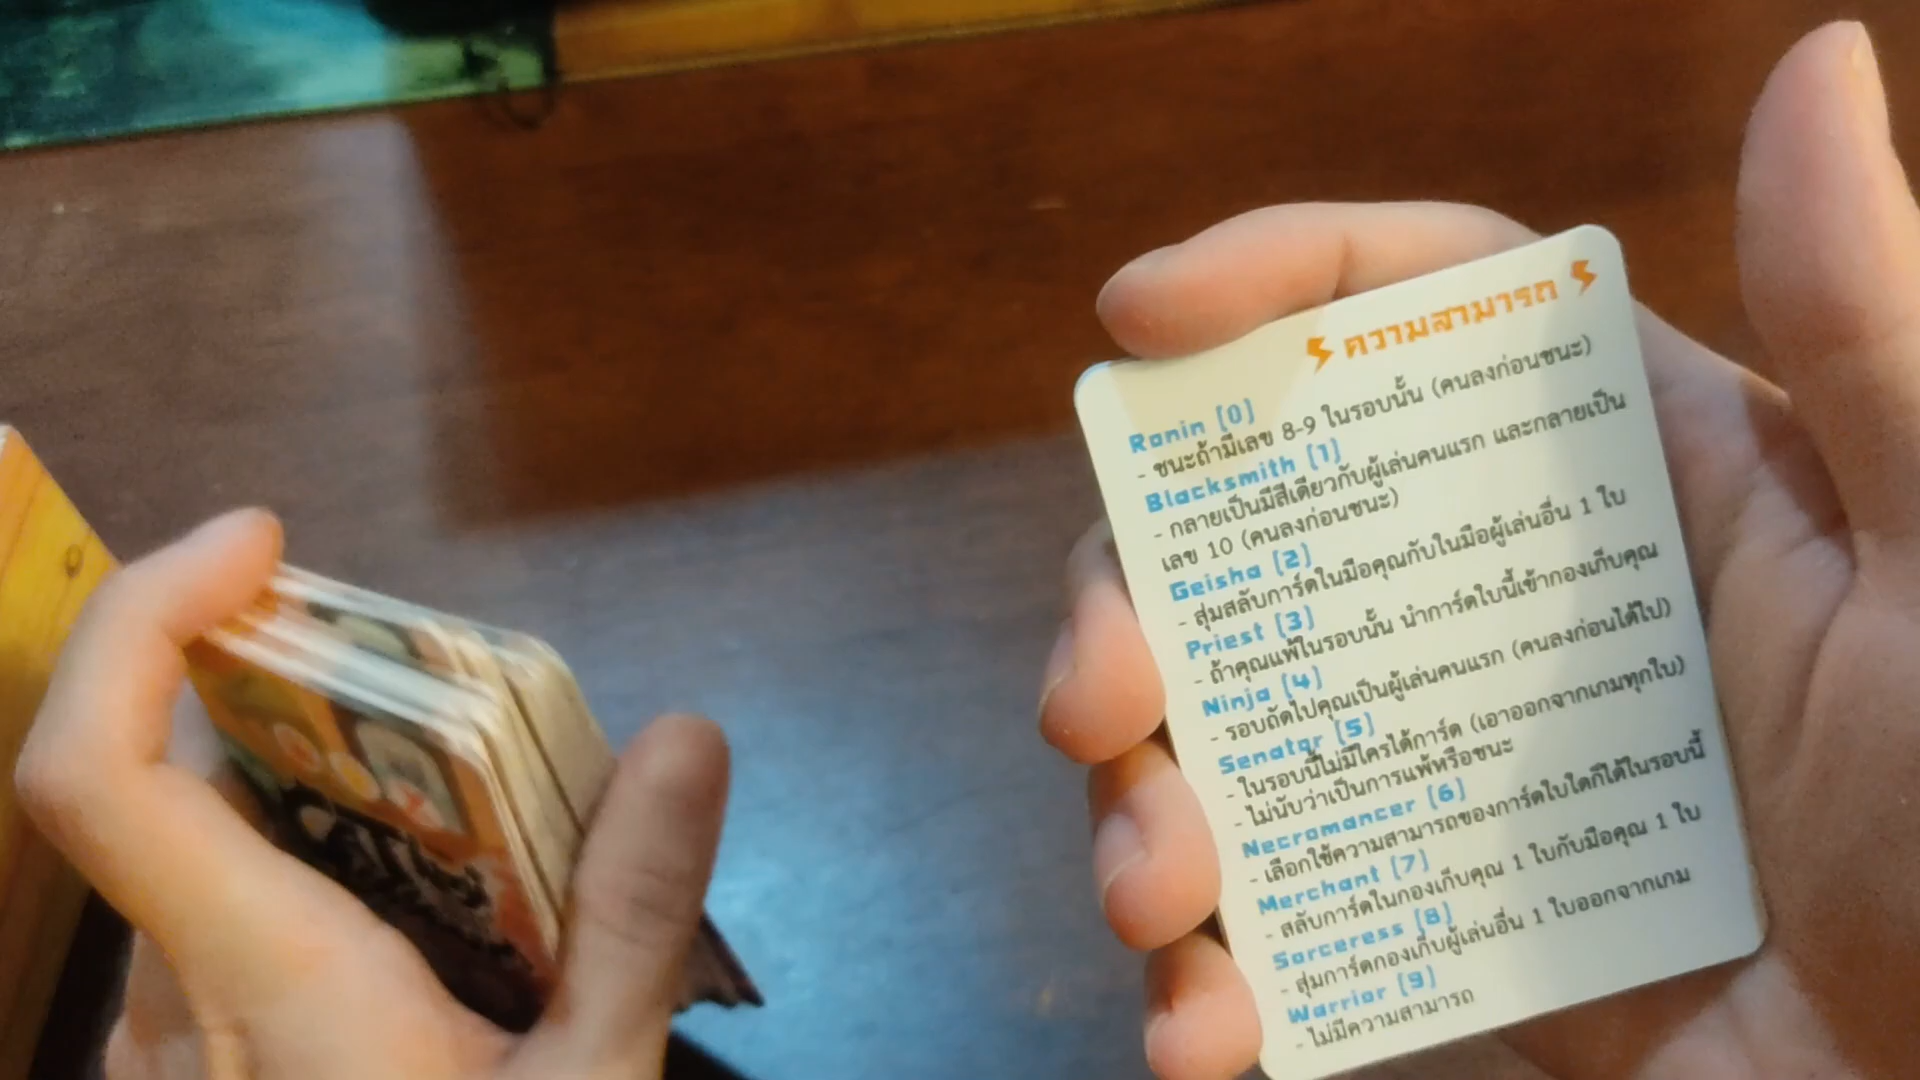 ความสามารถ
Ronin [0]
- ชนะถ้ามีเลข 8-9 ในรอบนั้น (คนลงก่อนชนะ)
Blacksmith [1]
- กลายเป็นมีสีเดียวกับผู้เล่นคนแรก และกลายเป็น
เลข 10 (คนลงก่อนชนะ)
Geisha [2]
- สุ่มสลับการ์ดในมือคุณกับในมือผู้เล่นอื่น 1 ใบ
Priest [3]
- ถ้าคุณแพ้ในรอบนั้น นำการ์ดใบนี้เข้ากองเก็บคุณ
Ninja [4]
- รอบถัดไปคุณเป็นผู้เล่นคนแรก (คนลงก่อนได้ไป)
Senator [5]
- ในรอบนี้ไม่มีใครได้การ์ด (เอาออกจากเกมทุกใบ)
- ไม่นับว่าเป็นการแพ้หรือชนะ
Necromancer [6]
- เลือกใช้ความสามารถของการ์ดใบใดก็ได้ในรอบนี้
Merchant [7]
- สลับการ์ดในกองเก็บคุณ 1 ใบกับมือคุณ 1 ใบ
Sorceress [8]
- สุ่มการ์ดกองเก็บผู้เล่นอื่น 1 ใบออกจากเกม
Warrior [9]
- ไม่มีความสามารถ